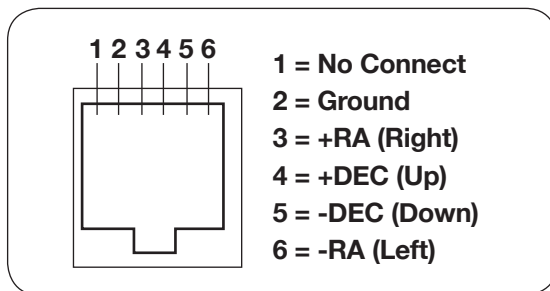 1 2 3 4 5 6
1 = No Connect
2 = Ground
3 = +RA (Right)
4 = +DEC (Up)
5 = -DEC (Down)
6 = -RA (Left)